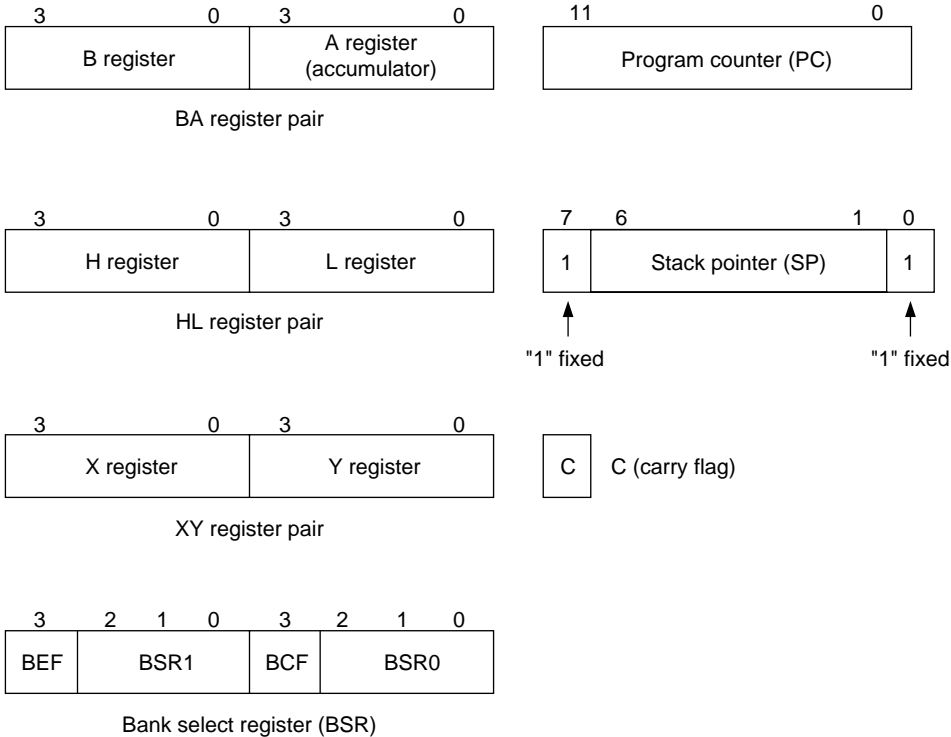 3 0 3 0
B register
A register
(accumulator)
BA register pair
11 0
Program counter (PC)
3 0 3 0
H register
L register
HL register pair
7 6 1 0
1
Stack pointer (SP)
1
"1" fixed
"1" fixed
3 0 3 0
X register
Y register
XY register pair
C
C (carry flag)
3 2 1 0 3 2 1 0
BEF
BSR1
BCF
BSR0
Bank select register (BSR)